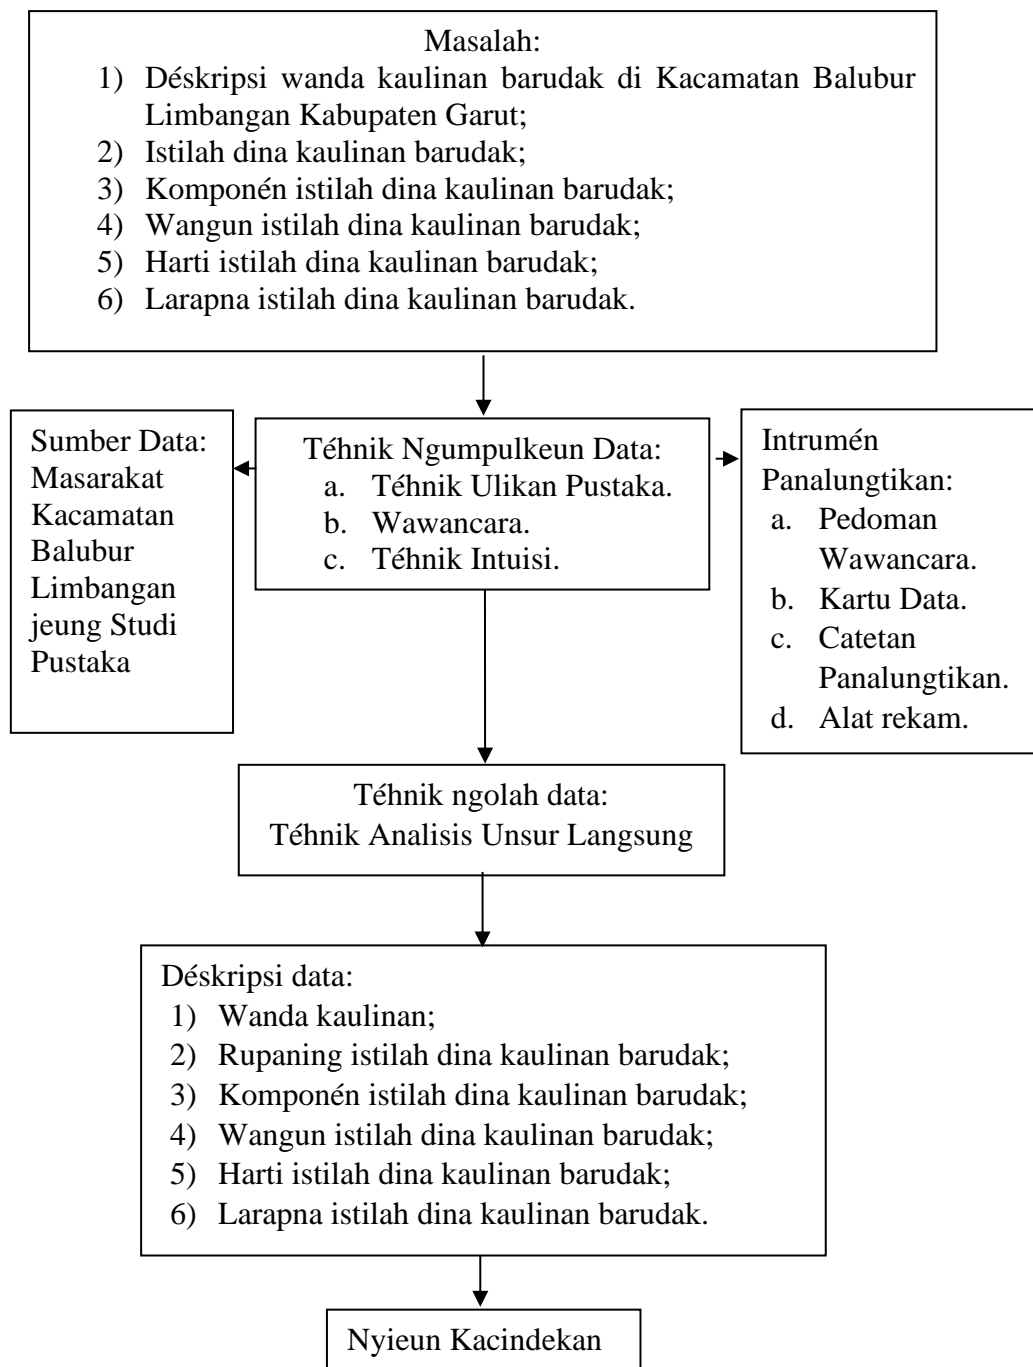 Masalah:
1) Déskripsi wanda kaulinan barudak di Kacamatan Balubur
Limbangan Kabupaten Garut;
2) Istilah dina kaulinan barudak;
3) Komponén istilah dina kaulinan barudak;
4) Wangun istilah dina kaulinan barudak;
5) Harti istilah dina kaulinan barudak;
6) Larapna istilah dina kaulinan barudak.
Sumber Data:
Masarakat
Kacamatan
Balubur
Limbangan
jeung Studi
Pustaka
Téhnik Ngumpulkeun Data:
a. Téhnik Ulikan Pustaka.
b. Wawancara.
c. Téhnik Intuisi.
Intrumén
Panalungtikan:
a. Pedoman
Wawancara.
b. Kartu Data.
c. Catetan
Panalungtikan.
d. Alat rekam.
Téhnik ngolah data:
Téhnik Analisis Unsur Langsung
Déskripsi data:
1) Wanda kaulinan;
2) Rupaning istilah dina kaulinan barudak;
3) Komponén istilah dina kaulinan barudak;
4) Wangun istilah dina kaulinan barudak;
5) Harti istilah dina kaulinan barudak;
6) Larapna istilah dina kaulinan barudak.
Nyieun Kacindekan